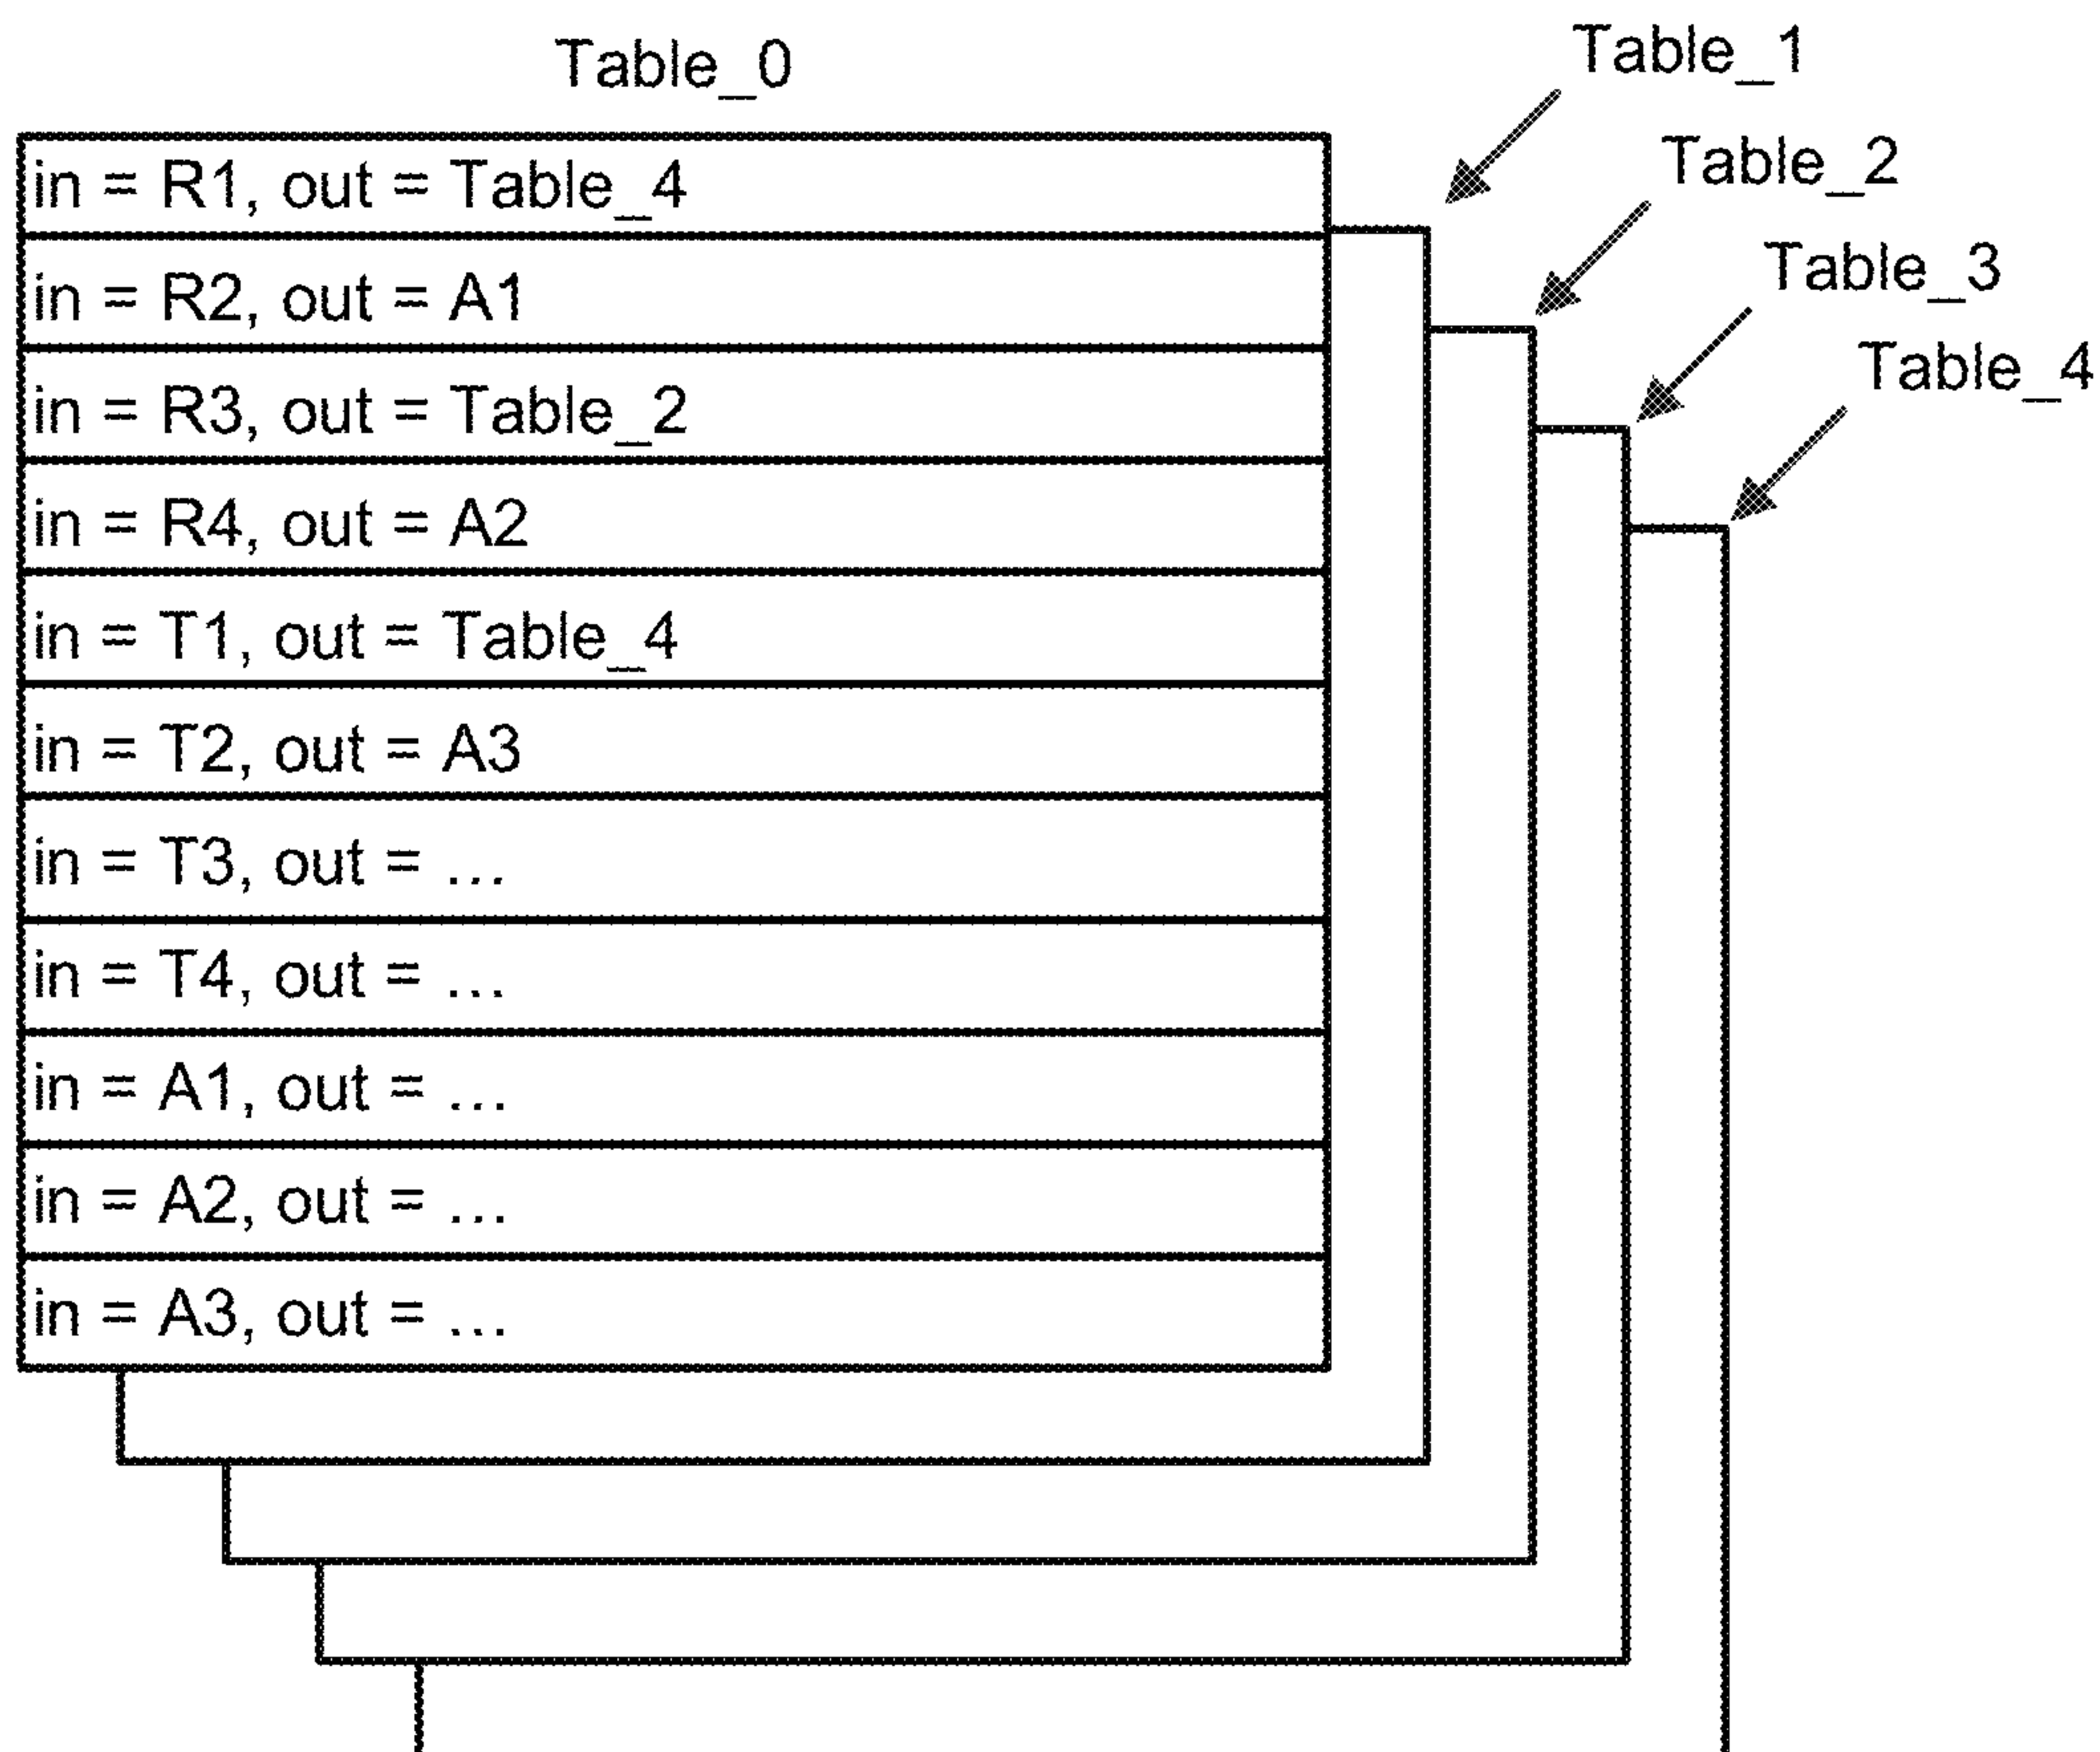 Table_0
Table_1
Table_2
Table_3
Table_4
in = R1, out = Table_4
in = R2, out = A1
in = R3, out = Table_2
in = R4, out = A2
in = T1, out = Table_4
in = T2, out = A3
in = T3, out = ...
in = T4, out = ...
in = A1, out = ...
in = A2, out = ...
in = A3, out = ...